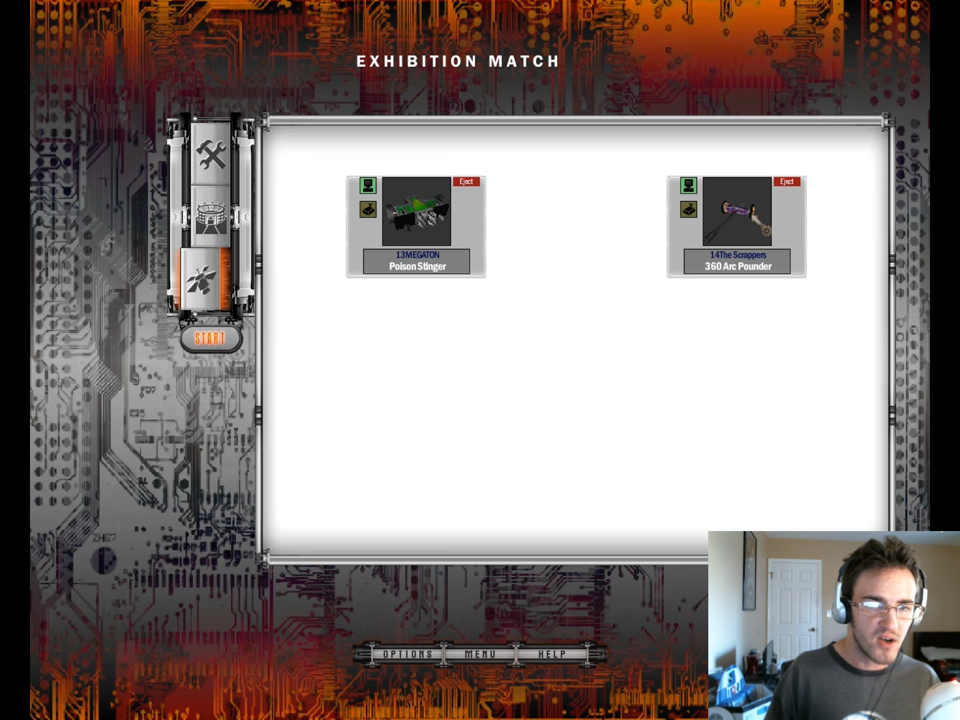 EXHIBITION MATCH
Eject
13MEGATON
Poison Stinger
Eject
14The Scrappers
360 Arc Pounder
START
OPTIONS MENU HELP